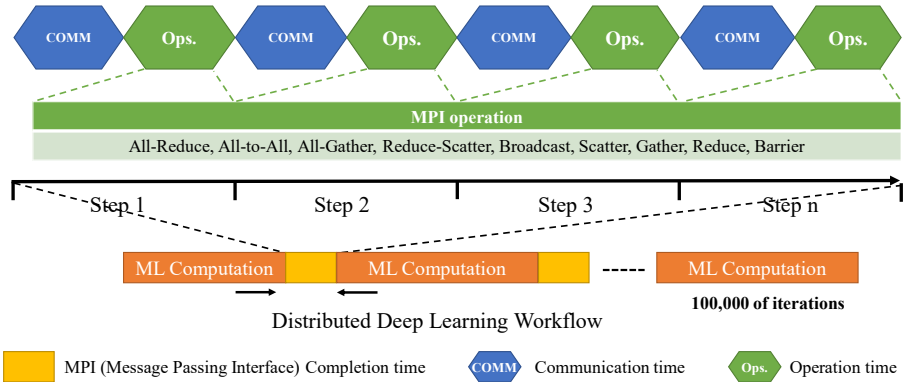 COMM Ops. COMM Ops. COMM Ops. COMM Ops.
MPI operation
All-Reduce, All-to-All, All-Gather, Reduce-Scatter, Broadcast, Scatter, Gather, Reduce, Barrier
Step 1 Step 2 Step 3 Step n
ML Computation ML Computation ML Computation
100,000 of iterations
Distributed Deep Learning Workflow
MPI (Message Passing Interface) Completion time COMM Communication time Ops. Operation time